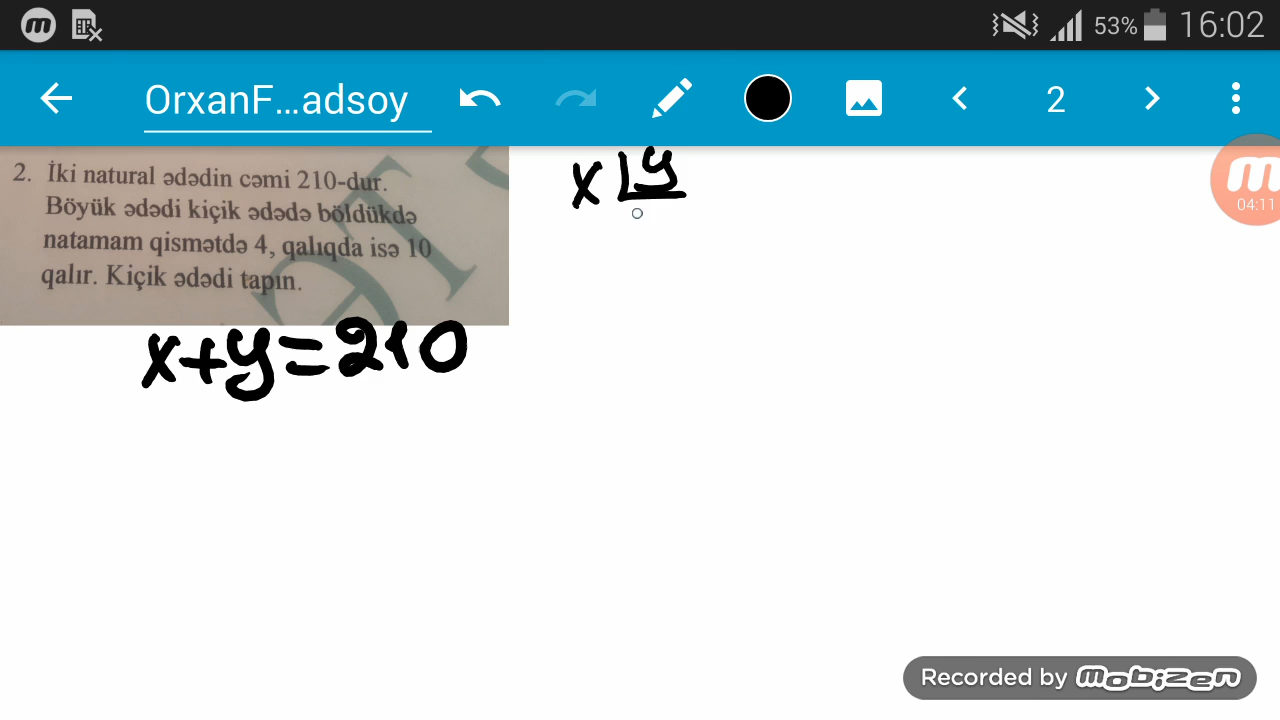 53% 16:02
OrxanF...adsoy 2
2. İki natural ədədin cəmi 210-dur.
Böyük ədədi kiçik ədədə böldükdə
natamam qismətdə 4, qalıqda isə 10
qalır. Kiçik ədədi tapın.
x y
x+y=210
04:11
Recorded by mobizen